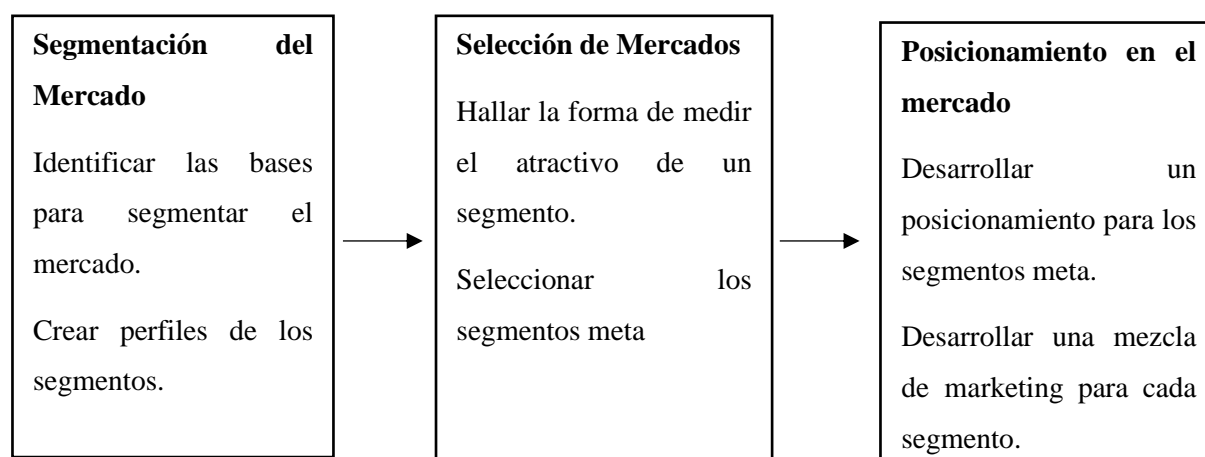 Segmentación del
Mercado
Identificar las bases
para segmentar el
mercado.
Crear perfiles de los
segmentos.
Selección de Mercados
Hallar la forma de medir
el atractivo de un
segmento.
Seleccionar los
segmentos meta
Posicionamiento en el
mercado
Desarrollar un
posicionamiento para los
segmentos meta.
Desarrollar una mezcla
de marketing para cada
segmento.